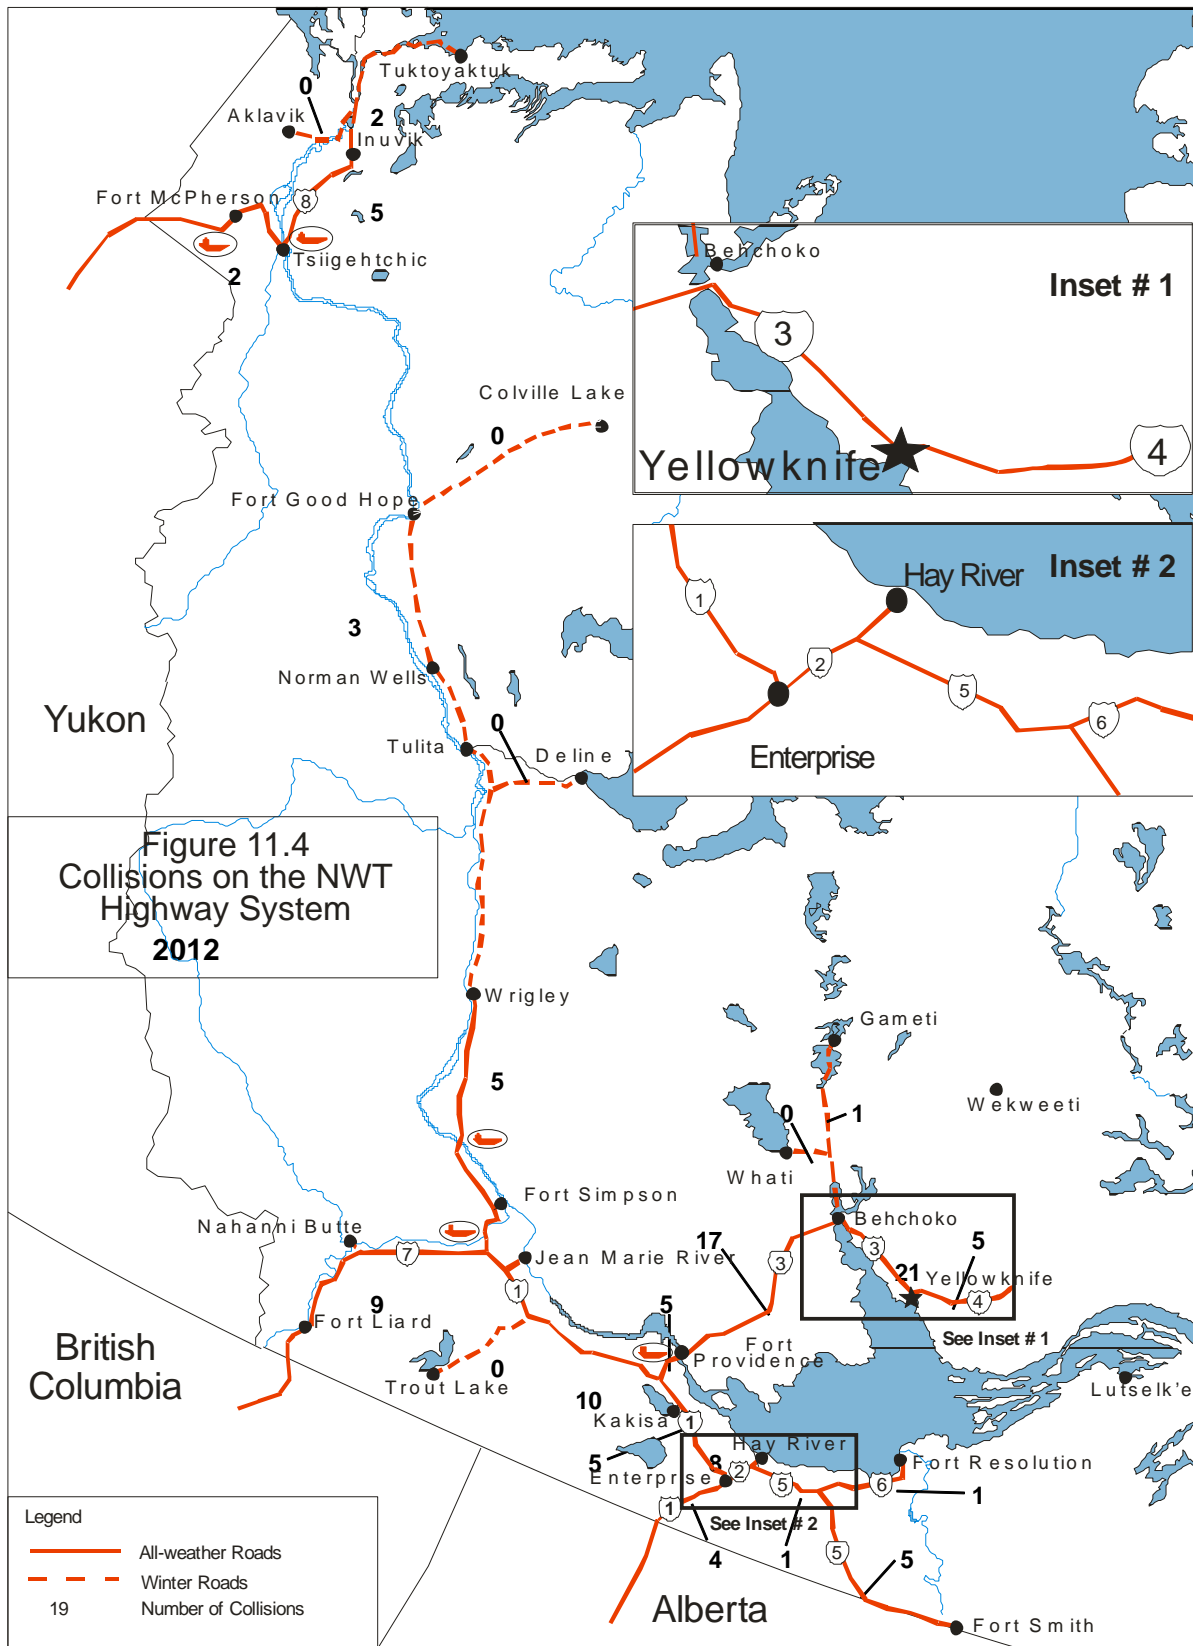 Tuktoyaktuk
0
Aklavik
2
Inuvik
Fort McPherson
8
5
Tsiigehtchic
2
Behchoko
Inset # 1
3
Yellowknife
4
Colville Lake
0
Fort Good Hope
Hay River
Inset # 2
1
2
5
6
Enterprise
3
Norman Wells
Yukon
0
Tulita
Deline
Figure 11.4
Collisions on the NWT
Highway System
2012
Wrigley
Gameti
5
Wekweeti
0
1
Whati
Fort Simpson
Nahanni Butte
Behchoko
7
Jean Marie River
17
3
3
5
21
Yellowknife
1
4
9
Fort Liard
5
See Inset # 1
Fort
Providence
British
Columbia
0
Trout Lake
Lutselk'e
10
Kakisa
1
Hay River
5
8
2
Enterprise
5
6
Fort Resolution
1
1
See Inset # 2
4
1
5
5
Alberta
Fort Smith
Legend
All-weather Roads
Winter Roads
19 Number of Collisions